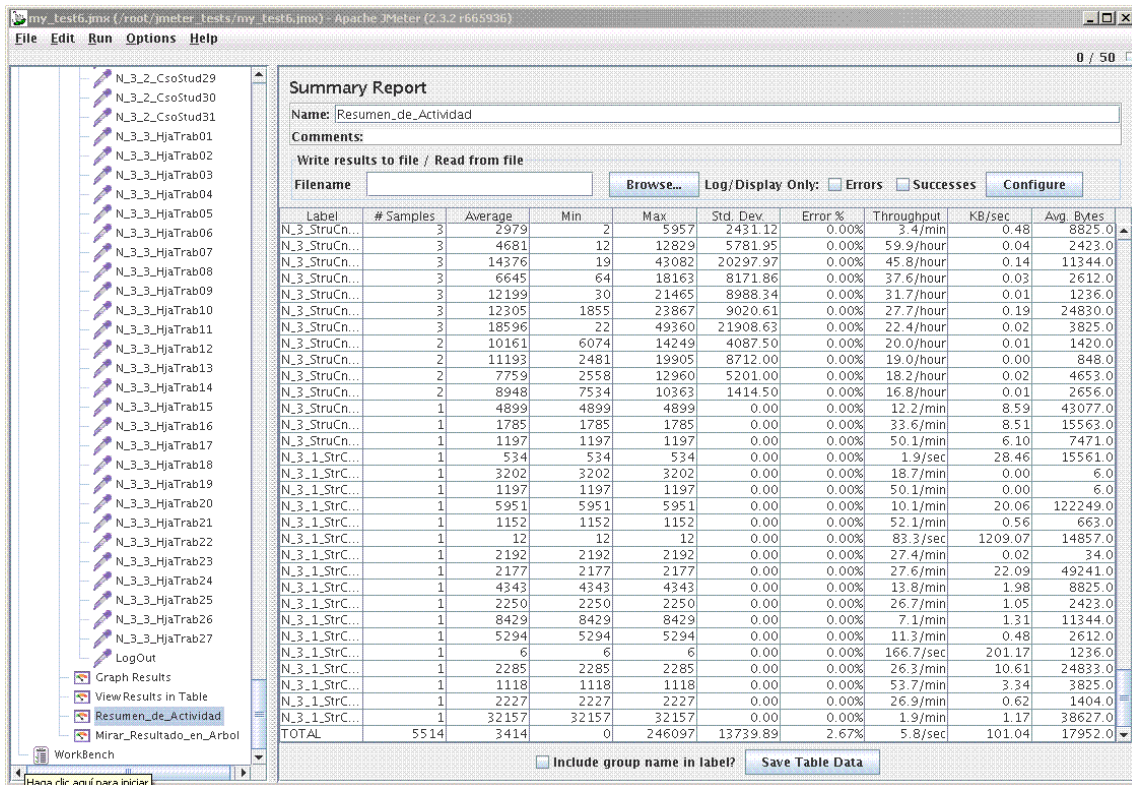 my_test6.jmx (/root/jmeter_tests/my_test6.jmx) - Apache JMeter (2.3.2 r665936)
File Edit Run Options Help
0 / 50
N_3_2_CsoStud29
N_3_2_CsoStud30
N_3_2_CsoStud31
N_3_3_HjaTrab01
N_3_3_HjaTrab02
N_3_3_HjaTrab03
N_3_3_HjaTrab04
N_3_3_HjaTrab05
N_3_3_HjaTrab06
N_3_3_HjaTrab07
N_3_3_HjaTrab08
N_3_3_HjaTrab09
N_3_3_HjaTrab10
N_3_3_HjaTrab11
N_3_3_HjaTrab12
N_3_3_HjaTrab13
N_3_3_HjaTrab14
N_3_3_HjaTrab15
N_3_3_HjaTrab16
N_3_3_HjaTrab17
N_3_3_HjaTrab18
N_3_3_HjaTrab19
N_3_3_HjaTrab20
N_3_3_HjaTrab21
N_3_3_HjaTrab22
N_3_3_HjaTrab23
N_3_3_HjaTrab24
N_3_3_HjaTrab25
N_3_3_HjaTrab26
N_3_3_HjaTrab27
LogOut
Graph Results
View Results in Table
Resumen_de_Actividad
Mirar_Resultado_en_Arbol
WorkBench
Haga clic aquí para iniciar
Summary Report
Name: Resumen_de_Actividad
Comments:
Write results to file / Read from file
Filename Browse... Log/Display Only: Errors Successes Configure
Label # Samples Average Min Max Std. Dev. Error % Throughput KB/sec Avg. Bytes
N_3_StruCn... 3 2979 2 5957 2431.12 0.00% 3.4/min 0.48 8825.0
N_3_StruCn... 3 4681 12 12829 5781.95 0.00% 59.9/hour 0.04 2423.0
N_3_StruCn... 3 14376 19 43082 20297.97 0.00% 45.8/hour 0.14 11344.0
N_3_StruCn... 3 6645 64 18163 8171.86 0.00% 37.6/hour 0.03 2612.0
N_3_StruCn... 3 12199 30 21465 8988.34 0.00% 31.7/hour 0.01 1236.0
N_3_StruCn... 3 12305 1855 23867 9020.61 0.00% 27.7/hour 0.19 24830.0
N_3_StruCn... 3 18596 22 49360 21908.63 0.00% 22.4/hour 0.02 3825.0
N_3_StruCn... 2 10161 6074 14249 4087.50 0.00% 20.0/hour 0.01 1420.0
N_3_StruCn... 2 11193 2481 19905 8712.00 0.00% 19.0/hour 0.00 848.0
N_3_StruCn... 2 7759 2558 12960 5201.00 0.00% 18.2/hour 0.02 4653.0
N_3_StruCn... 2 8948 7534 10363 1414.50 0.00% 16.8/hour 0.01 2656.0
N_3_StruCn... 1 4899 4899 4899 0.00 0.00% 12.2/min 8.59 43077.0
N_3_StruCn... 1 1785 1785 1785 0.00 0.00% 33.6/min 8.51 15563.0
N_3_StruCn... 1 1197 1197 1197 0.00 0.00% 50.1/min 6.10 7471.0
N_3_1_StrC... 1 534 534 534 0.00 0.00% 1.9/sec 28.46 15561.0
N_3_1_StrC... 1 3202 3202 3202 0.00 0.00% 18.7/min 0.00 6.0
N_3_1_StrC... 1 1197 1197 1197 0.00 0.00% 50.1/min 0.00 6.0
N_3_1_StrC... 1 5951 5951 5951 0.00 0.00% 10.1/min 20.06 122249.0
N_3_1_StrC... 1 1152 1152 1152 0.00 0.00% 52.1/min 0.56 663.0
N_3_1_StrC... 1 12 12 12 0.00 0.00% 83.3/sec 1209.07 14857.0
N_3_1_StrC... 1 2192 2192 2192 0.00 0.00% 27.4/min 0.02 34.0
N_3_1_StrC... 1 2177 2177 2177 0.00 0.00% 27.6/min 22.09 49241.0
N_3_1_StrC... 1 4343 4343 4343 0.00 0.00% 13.8/min 1.98 8825.0
N_3_1_StrC... 1 2250 2250 2250 0.00 0.00% 26.7/min 1.05 2423.0
N_3_1_StrC... 1 8429 8429 8429 0.00 0.00% 7.1/min 1.31 11344.0
N_3_1_StrC... 1 5294 5294 5294 0.00 0.00% 11.3/min 0.48 2612.0
N_3_1_StrC... 1 6 6 6 0.00 0.00% 166.7/sec 201.17 1236.0
N_3_1_StrC... 1 2285 2285 2285 0.00 0.00% 26.3/min 10.61 24833.0
N_3_1_StrC... 1 1118 1118 1118 0.00 0.00% 53.7/min 3.34 3825.0
N_3_1_StrC... 1 2227 2227 2227 0.00 0.00% 26.9/min 0.62 1404.0
N_3_1_StrC... 1 32157 32157 32157 0.00 0.00% 1.9/min 1.17 38627.0
TOTAL 5514 3414 0 246097 13739.89 2.67% 5.8/sec 101.04 17952.0
Include group name in label? Save Table Data